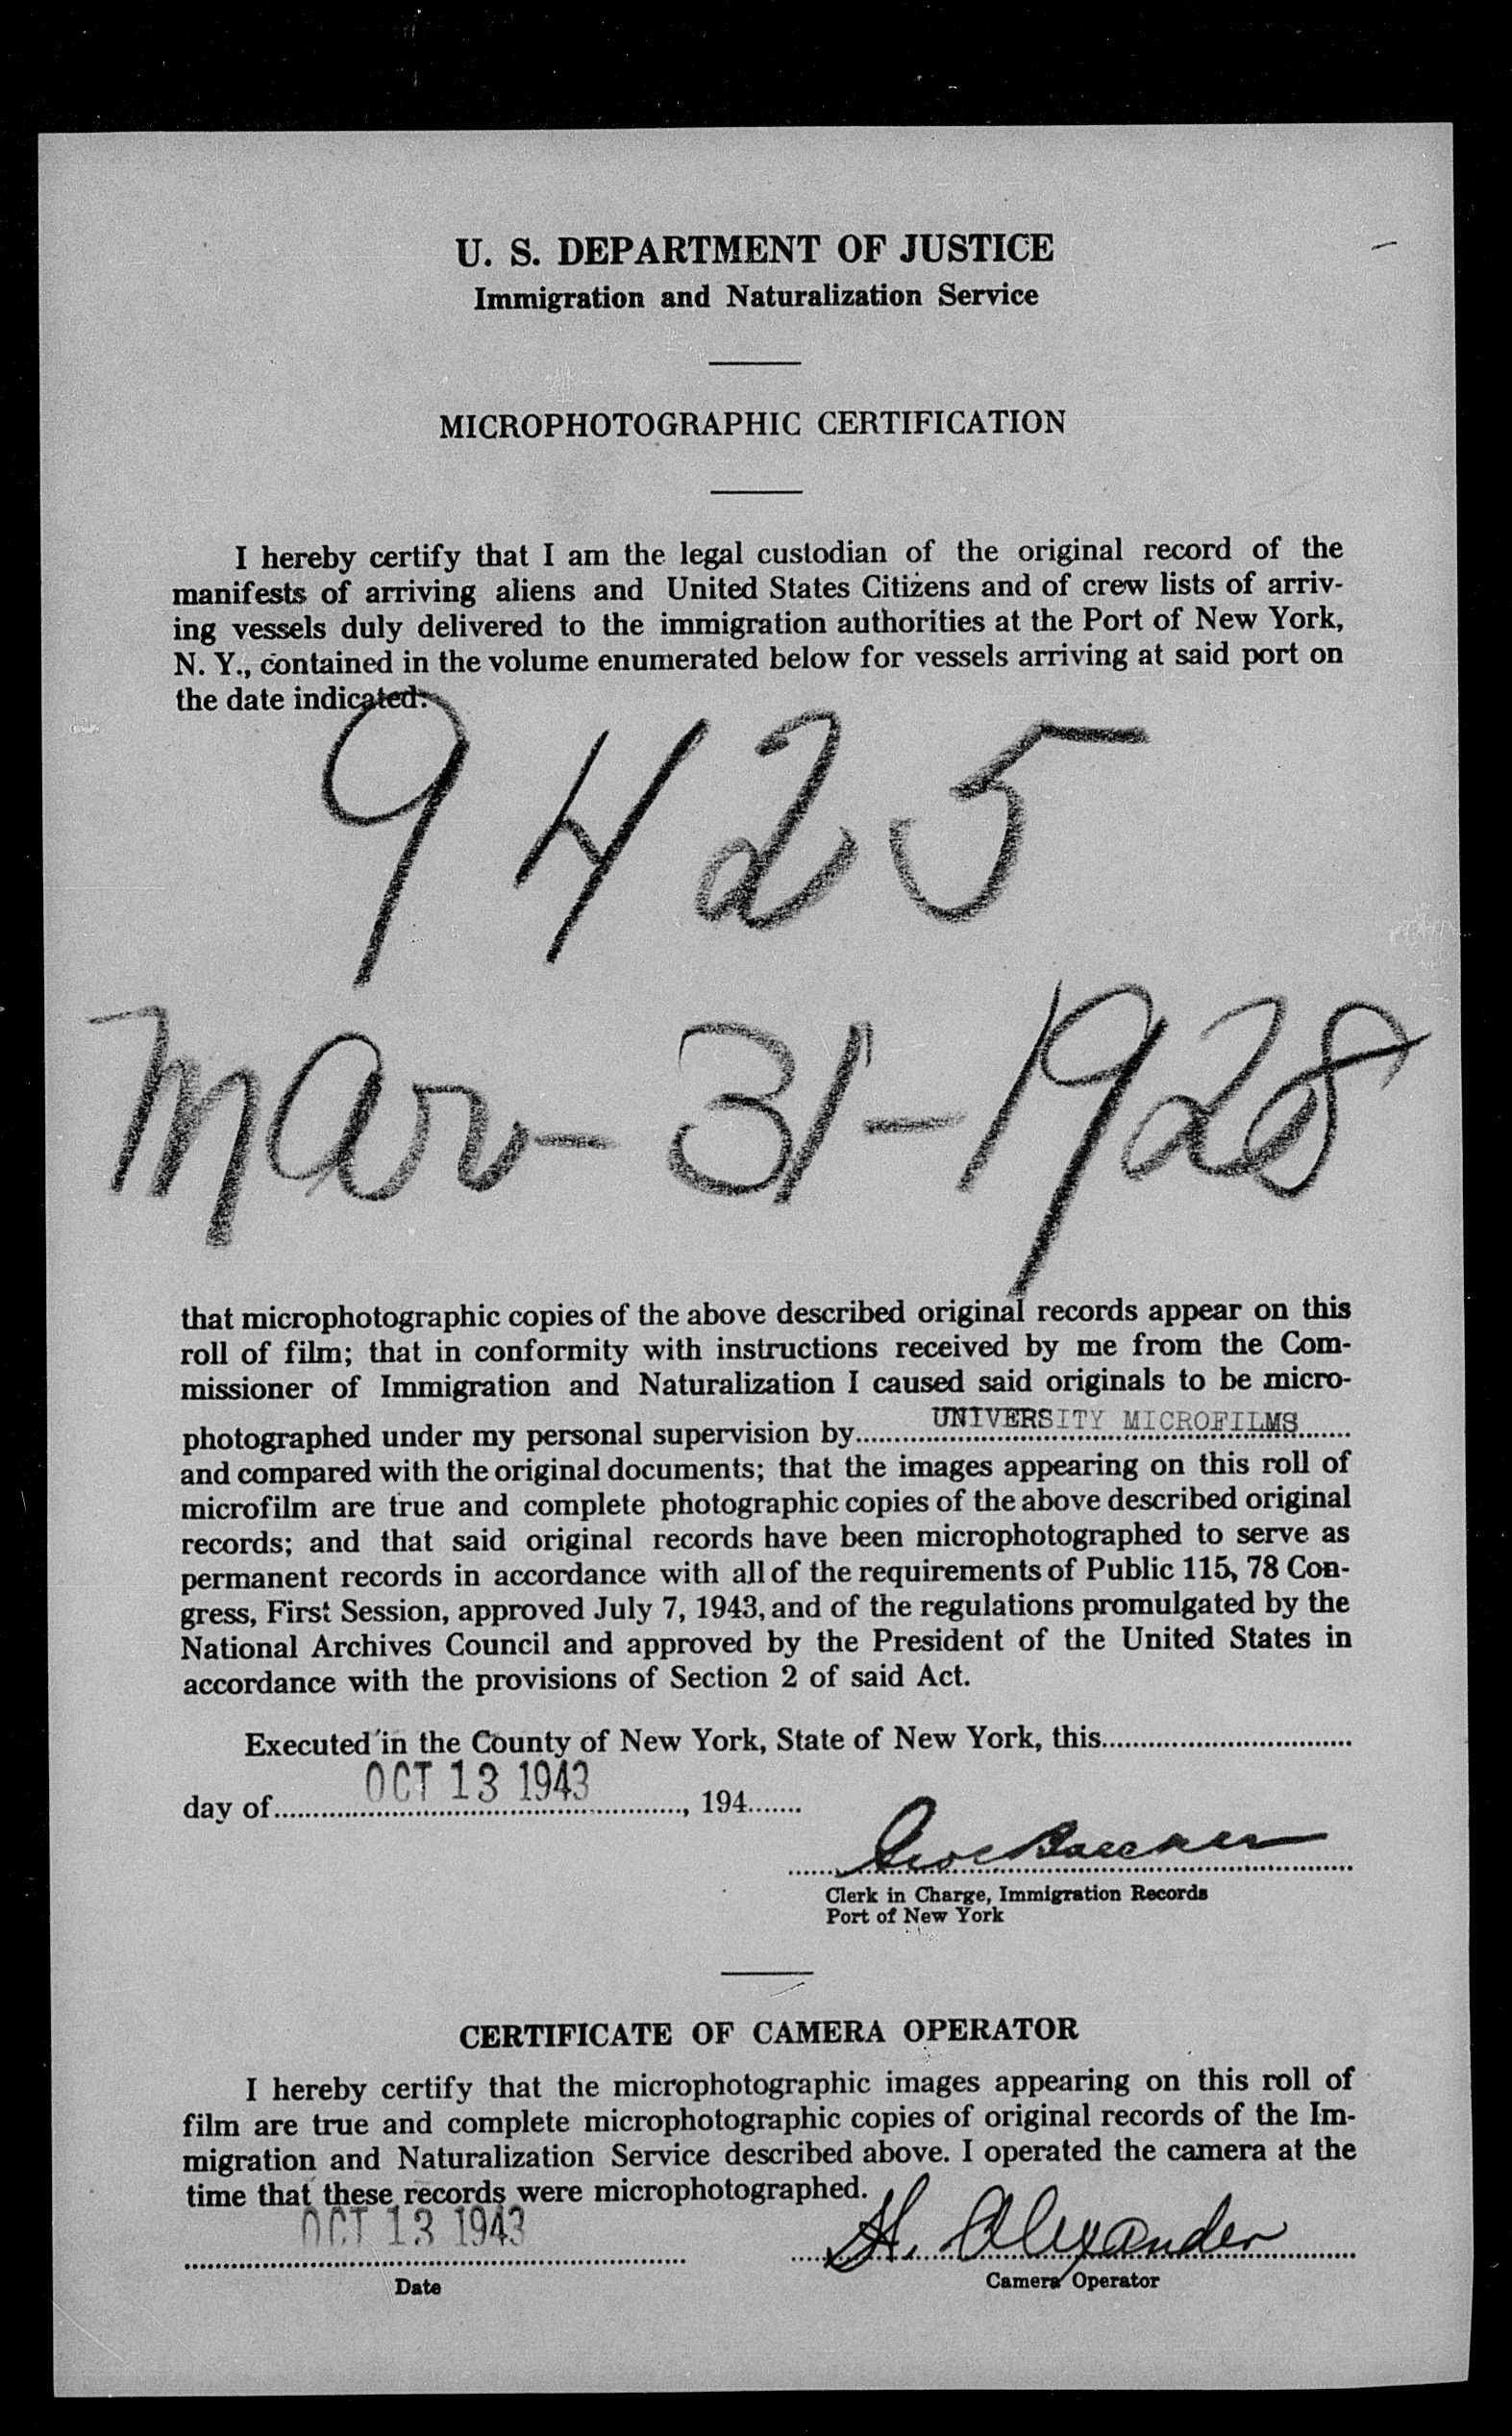 U. S. DEPARTMENT OF JUSTICE
Immigration and Naturalization Service
MICROPHOTOGRAPHIC CERTIFICATION
I hereby certify that I am the legal custodian of the original record of the
manifests of arriving aliens and United States Citizens and of crew lists of arriv-
ing vessels duly delivered to the immigration authorities at the Port of New York,
N. Y., contained in the volume enumerated below for vessels arriving at said port on
the date indicated:
9425
Mar-31-1928
that microphotographic copies of the above described original records appear on this
roll of film; that in conformity with instructions received by me from the Com-
missioner of Immigration and Naturalization I caused said originals to be micro-
photographed under my personal supervision by UNIVERSITY MICROFILMS
and compared with the original documents; that the images appearing on this roll of
microfilm are true and complete photographic copies of the above described original
records; and that said original records have been microphotographed to serve as
permanent records in accordance with all of the requirements of Public 115, 78 Con-
gress, First Session, approved July 7, 1943, and of the regulations promulgated by the
National Archives Council and approved by the President of the United States in
accordance with the provisions of Section 2 of said Act.
Executed in the County of New York, State of New York, this
day of OCT 13 1943, 194
Clerk in Charge, Immigration Records
Port of New York
CERTIFICATE OF CAMERA OPERATOR
I hereby certify that the microphotographic images appearing on this roll of
film are true and complete microphotographic copies of original records of the Im-
migration and Naturalization Service described above. I operated the camera at the
time that these records were microphotographed.
OCT 13 1943 H. Alexander
Date Camera Operator